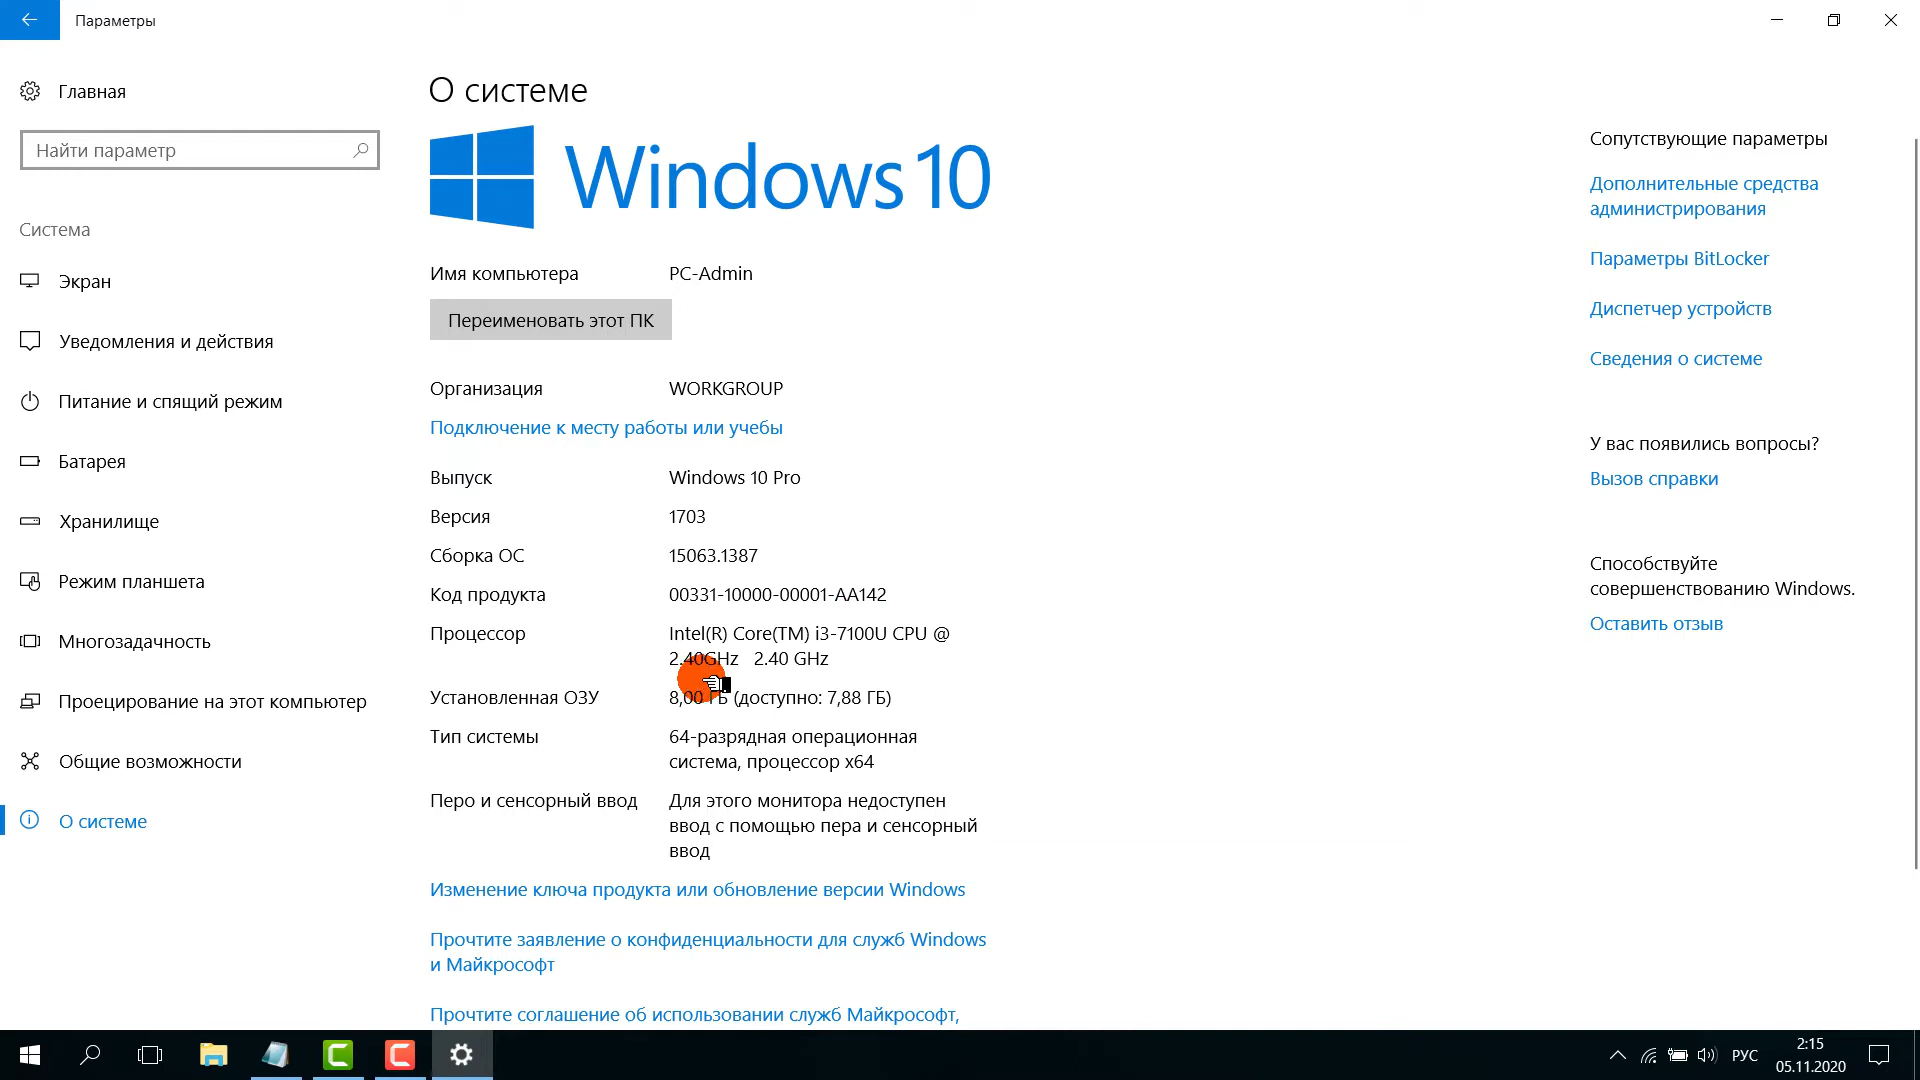 Параметры
Главная
Найти параметр
Система
Экран
Уведомления и действия
Питание и спящий режим
Батарея
Хранилище
Режим планшета
Многозадачность
Проецирование на этот компьютер
Общие возможности
О системе
О системе
Windows 10
Имя компьютера PC-Admin
Переименовать этот ПК
Организация WORKGROUP
Подключение к месту работы или учебы
Выпуск Windows 10 Pro
Версия 1703
Сборка ОС 15063.1387
Код продукта 00331-10000-00001-AA142
Процессор Intel(R) Core(TM) i3-7100U CPU @
2.40GHz 2.40 GHz
Установленная ОЗУ 8,00 ГБ (доступно: 7,88 ГБ)
Тип системы 64-разрядная операционная
система, процессор x64
Перо и сенсорный ввод Для этого монитора недоступен
ввод с помощью пера и сенсорный
ввод
Изменение ключа продукта или обновление версии Windows
Прочтите заявление о конфиденциальности для служб Windows
и Майкрософт
Прочтите соглашение об использовании служб Майкрософт,
Сопутствующие параметры
Дополнительные средства
администрирования
Параметры BitLocker
Диспетчер устройств
Сведения о системе
У вас появились вопросы?
Вызов справки
Способствуйте
совершенствованию Windows.
Оставить отзыв
РУС
2:15
05.11.2020